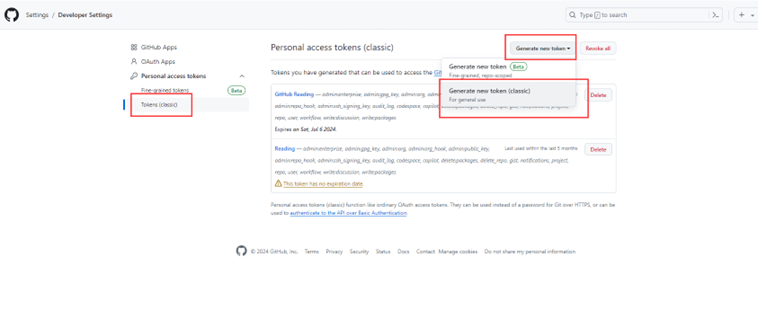 Settings / Developer Settings
Type / to search
GitHub Apps
OAuth Apps
Personal access tokens
Fine-grained tokens Beta
Tokens (classic)
Personal access tokens (classic)
Generate new token
Revoke all
Generate new token Beta
Fine-grained, repo-scoped
Generate new token (classic)
For general use
Tokens you have generated that can be used to access the
GitHub Reading — admin:enterprise, admin:gpg_key, admin:org,
Delete
admin:repo_hook, admin:ssh_signing_key, audit_log, codespace, copilot,
repo, user, workflow, write:discussion, write:packages
Expires on Sat, Jul 6 2024.
Reading — admin:enterprise, admin:gpg_key, admin:org, admin:org_hook, admin:public_key,
Last used within the last 5 months
Delete
admin:repo_hook, admin:ssh_signing_key, audit_log, codespace, copilot, delete:packages, delete_repo, gist, notifications, project,
repo, user, workflow, write:discussion, write:packages
This token has no expiration date.
Personal access tokens (classic) function like ordinary OAuth access tokens. They can be used instead of a password for Git over HTTPS, or can be
used to authenticate to the API over Basic Authentication.
© 2024 GitHub, Inc. Terms Privacy Security Status Docs Contact Manage cookies Do not share my personal information